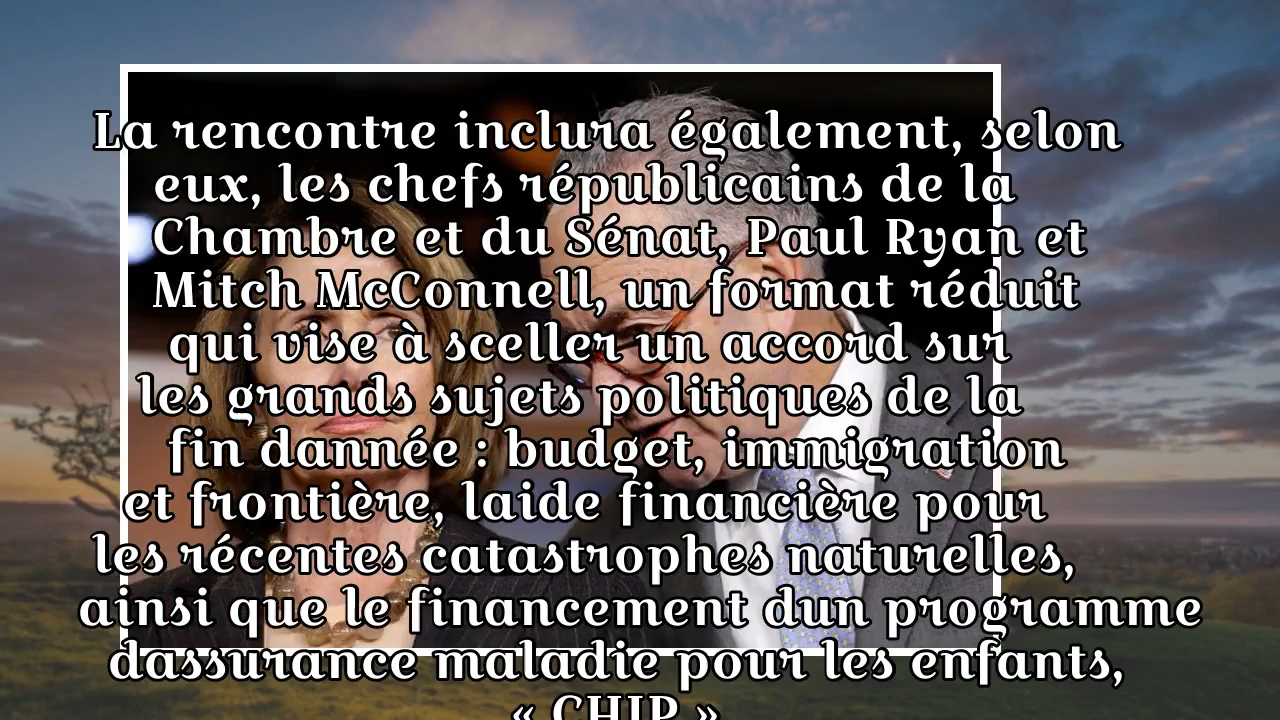 La rencontre inclura également, selon
eux, les chefs républicains de la
Chambre et du Sénat, Paul Ryan et
Mitch McConnell, un format réduit
qui vise à sceller un accord sur
les grands sujets politiques de la
fin dannée : budget, immigration
et frontière, laide financière pour
les récentes catastrophes naturelles,
ainsi que le financement dun programme
dassurance maladie pour les enfants,
« CHIP »